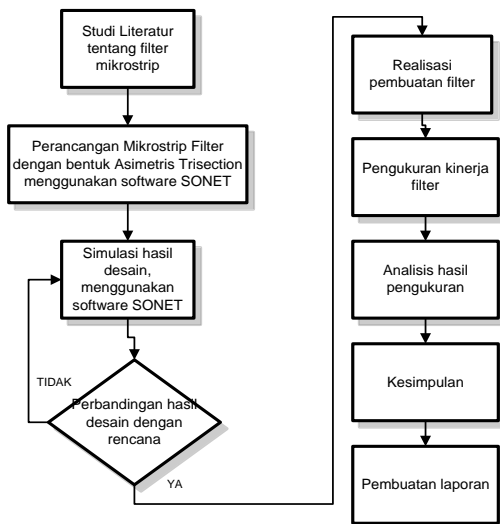 Studi Literatur
tentang filter
mikrostrip
Perancangan Mikrostrip Filter
dengan bentuk Asimetris Trisection
menggunakan software SONET
Simulasi hasil
desain,
menggunakan
software SONET
TIDAK
Perbandingan hasil
desain dengan
rencana
YA
Realisasi
pembuatan filter
Pengukuran kinerja
filter
Analisis hasil
pengukuran
Kesimpulan
Pembuatan laporan